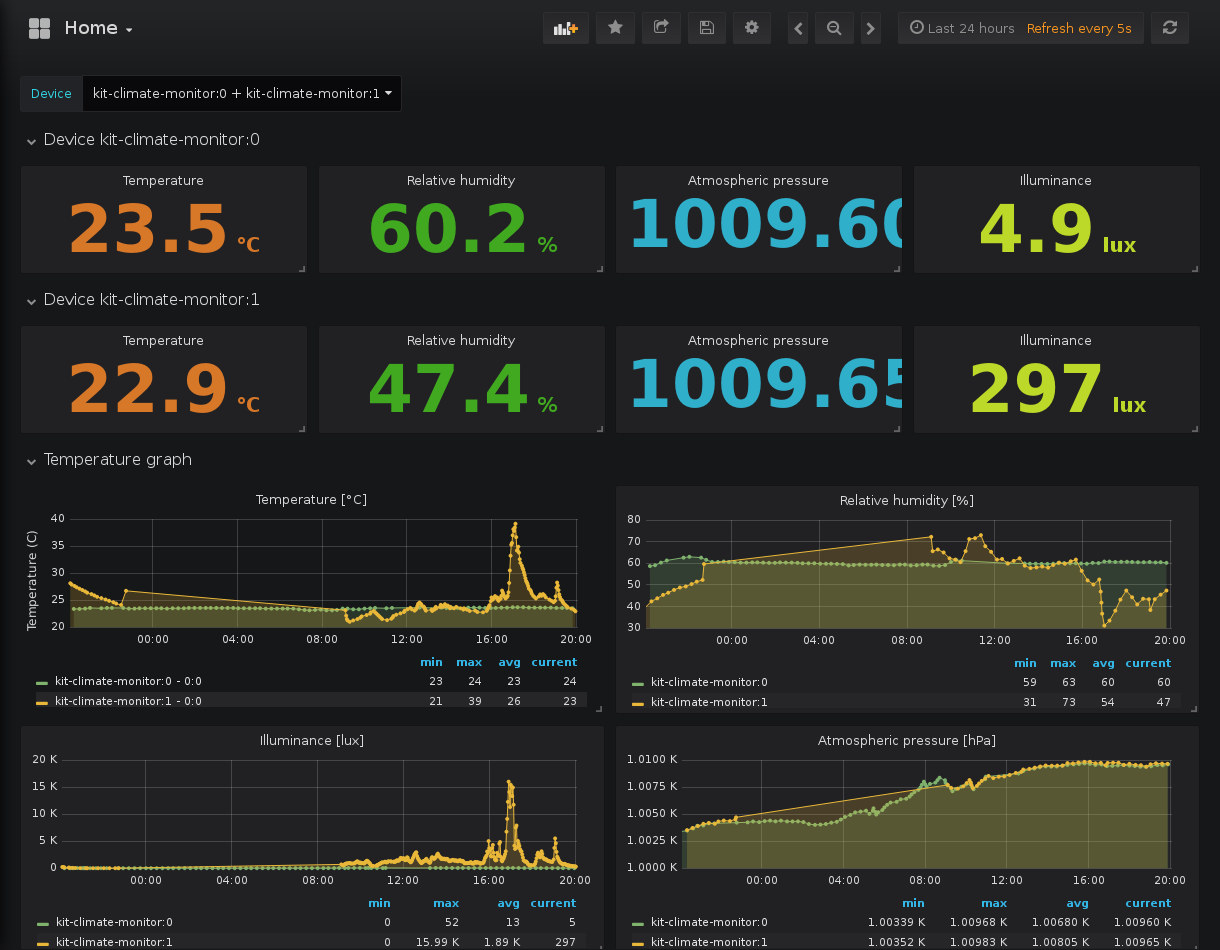 Home
Last 24 hours Refresh every 5s
Device kit-climate-monitor:0 + kit-climate-monitor:1
Device kit-climate-monitor:0
Temperature Relative humidity Atmospheric pressure Illuminance
23.5 °C 60.2 % 1009.60 4.9 lux
Device kit-climate-monitor:1
Temperature Relative humidity Atmospheric pressure Illuminance
22.9 °C 47.4 % 1009.65 297 lux
Temperature graph
Temperature [°C]
Temperature (C)
40
35
30
25
20
00:00 04:00 08:00 12:00 16:00 20:00
min max avg current
kit-climate-monitor:0 - 0:0 23 24 23 24
kit-climate-monitor:1 - 0:0 21 39 26 23
Relative humidity [%]
80
70
60
50
40
30
00:00 04:00 08:00 12:00 16:00 20:00
min max avg current
kit-climate-monitor:0 59 63 60 60
kit-climate-monitor:1 31 73 54 47
Illuminance [lux]
20 K
15 K
10 K
5 K
0
00:00 04:00 08:00 12:00 16:00 20:00
min max avg current
kit-climate-monitor:0 0 52 13 5
kit-climate-monitor:1 0 15.99 K 1.89 K 297
Atmospheric pressure [hPa]
1.0100 K
1.0075 K
1.0050 K
1.0025 K
1.0000 K
00:00 04:00 08:00 12:00 16:00 20:00
min max avg current
kit-climate-monitor:0 1.00339 K 1.00968 K 1.00680 K 1.00960 K
kit-climate-monitor:1 1.00352 K 1.00983 K 1.00805 K 1.00965 K